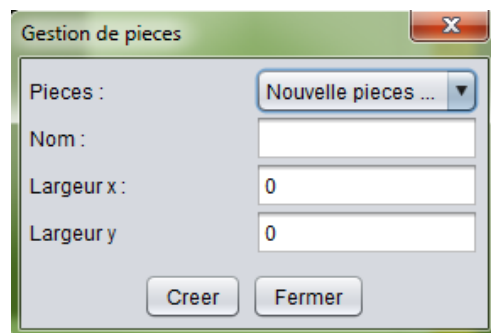 Gestion de pieces
Pieces : Nouvelle pieces ...
Nom :
Largeur x : 0
Largeur y 0
Creer Fermer